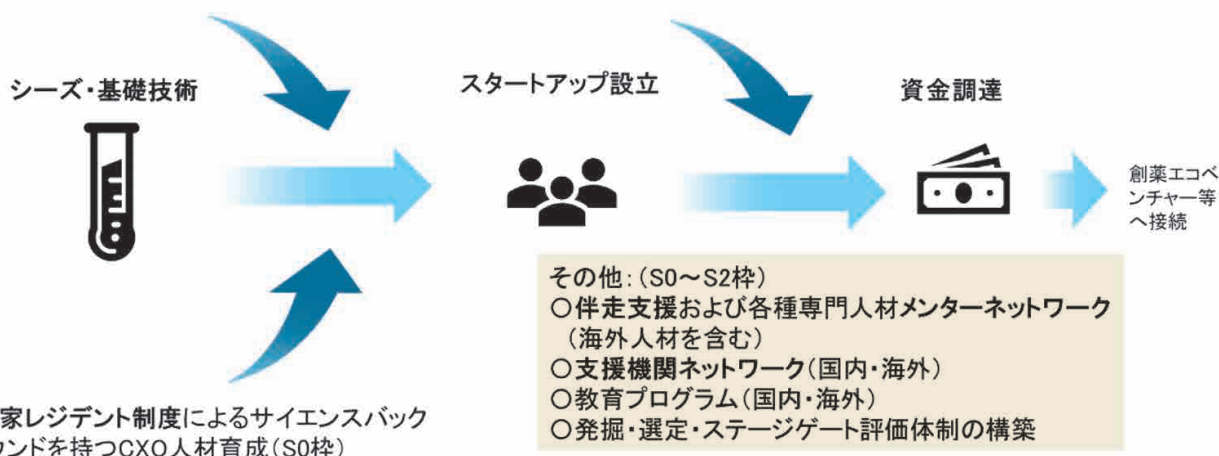 シーズ・基礎技術
スタートアップ設立
資金調達
創薬エコベ
ンチャー等
へ接続
その他:(S0～S2枠)
○伴走支援および各種専門人材メンターネットワーク
(海外人材を含む)
○支援機関ネットワーク(国内・海外)
○教育プログラム(国内・海外)
○発掘・選定・ステージゲート評価体制の構築
家レジデント制度によるサイエンスバック
ウンドを持つCXO人材育成(S0枠)